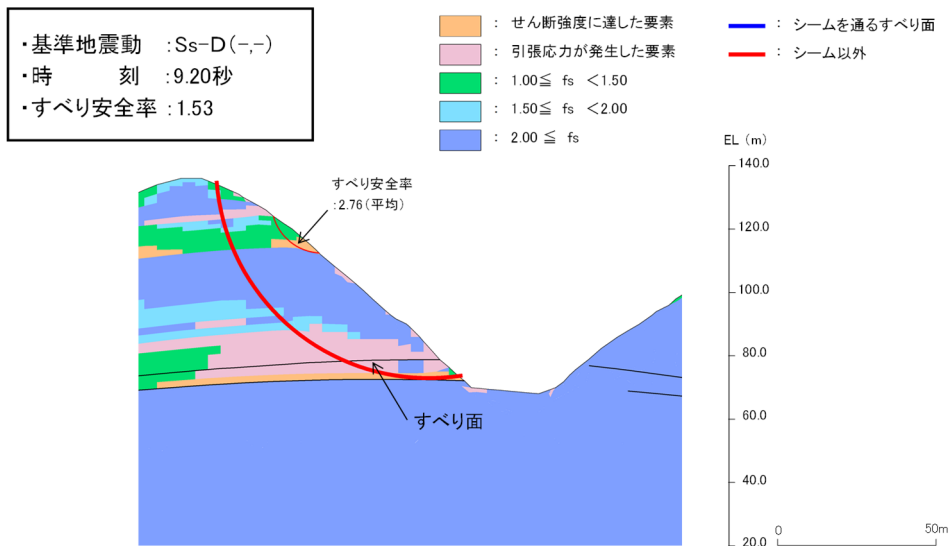 ・基準地震動 :Ss-D(-,-)
・時 刻 :9.20秒
・すべり安全率 :1.53
: せん断強度に達した要素
: 引張応力が発生した要素
: 1.00≦ fs <1.50
: 1.50≦ fs <2.00
: 2.00 ≦ fs
: シームを通るすべり面
: シーム以外
EL (m)
140.0
120.0
100.0
80.0
60.0
40.0
20.0
すべり安全率
:2.76(平均)
すべり面
0 50m